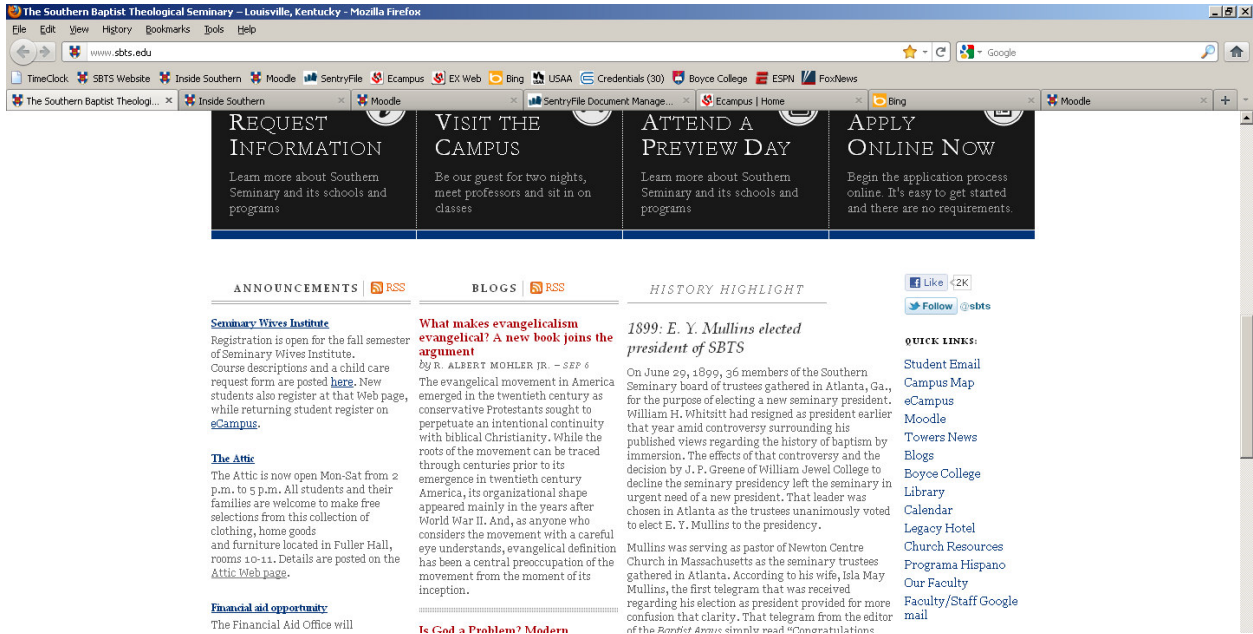 The Southern Baptist Theological Seminary – Louisville, Kentucky - Mozilla Firefox
File Edit View History Bookmarks Tools Help
www.sbts.edu
Google
TimeClock SBTS Website Inside Southern Moodle SentryFile Ecampus EX Web Bing USAA Credentials (30) Boyce College ESPN FoxNews
The Southern Baptist Theologi... Inside Southern Moodle SentryFile Document Manage... Ecampus | Home Bing Moodle
REQUEST
INFORMATION
Learn more about Southern
Seminary and its schools and
programs
VISIT THE
CAMPUS
Be our guest for two nights,
meet professors and sit in on
classes
ATTEND A
PREVIEW DAY
Learn more about Southern
Seminary and its schools and
programs
APPLY
ONLINE NOW
Begin the application process
online. It's easy to get started
and there are no requirements.
ANNOUNCEMENTS RSS
Seminary Wives Institute
Registration is open for the fall semester
of Seminary Wives Institute.
Course descriptions and a child care
request form are posted here. New
students also register at that Web page,
while returning student register on
eCampus.
The Attic
The Attic is now open Mon-Sat from 2
p.m. to 5 p.m. All students and their
families are welcome to make free
selections from this collection of
clothing, home goods
and furniture located in Fuller Hall,
rooms 10-11. Details are posted on the
Attic Web page.
Financial aid opportunity
The Financial Aid Office will
BLOGS RSS
What makes evangelicalism
evangelical? A new book joins the
argument
by R. ALBERT MOHLER JR. – SEP 6
The evangelical movement in America
emerged in the twentieth century as
conservative Protestants sought to
perpetuate an intentional continuity
with biblical Christianity. While the
roots of the movement can be traced
through centuries prior to its
emergence in twentieth century
America, its organizational shape
appeared mainly in the years after
World War II. And, as anyone who
considers the movement with a careful
eye understands, evangelical definition
has been a central preoccupation of the
movement from the moment of its
inception.
Is God a Problem? Modern
HISTORY HIGHLIGHT
1899: E. Y. Mullins elected
president of SBTS
On June 29, 1899, 36 members of the Southern
Seminary board of trustees gathered in Atlanta, Ga.,
for the purpose of electing a new seminary president.
William H. Whitsitt had resigned as president earlier
that year amid controversy surrounding his
published views regarding the history of baptism by
immersion. The effects of that controversy and the
decision by J. P. Greene of William Jewel College to
decline the seminary presidency left the seminary in
urgent need of a new president. That leader was
chosen in Atlanta as the trustees unanimously voted
to elect E. Y. Mullins to the presidency.
Mullins was serving as pastor of Newton Centre
Church in Massachusetts as the seminary trustees
gathered in Atlanta. According to his wife, Isla May
Mullins, the first telegram that was received
regarding his election as president provided for more
confusion that clarity. That telegram from the editor
of the Baptist Argus simply read "Congratulations
Like 2K
Follow @sbts
QUICK LINKS:
Student Email
Campus Map
eCampus
Moodle
Towers News
Blogs
Boyce College
Library
Calendar
Legacy Hotel
Church Resources
Programa Hispano
Our Faculty
Faculty/Staff Google
mail